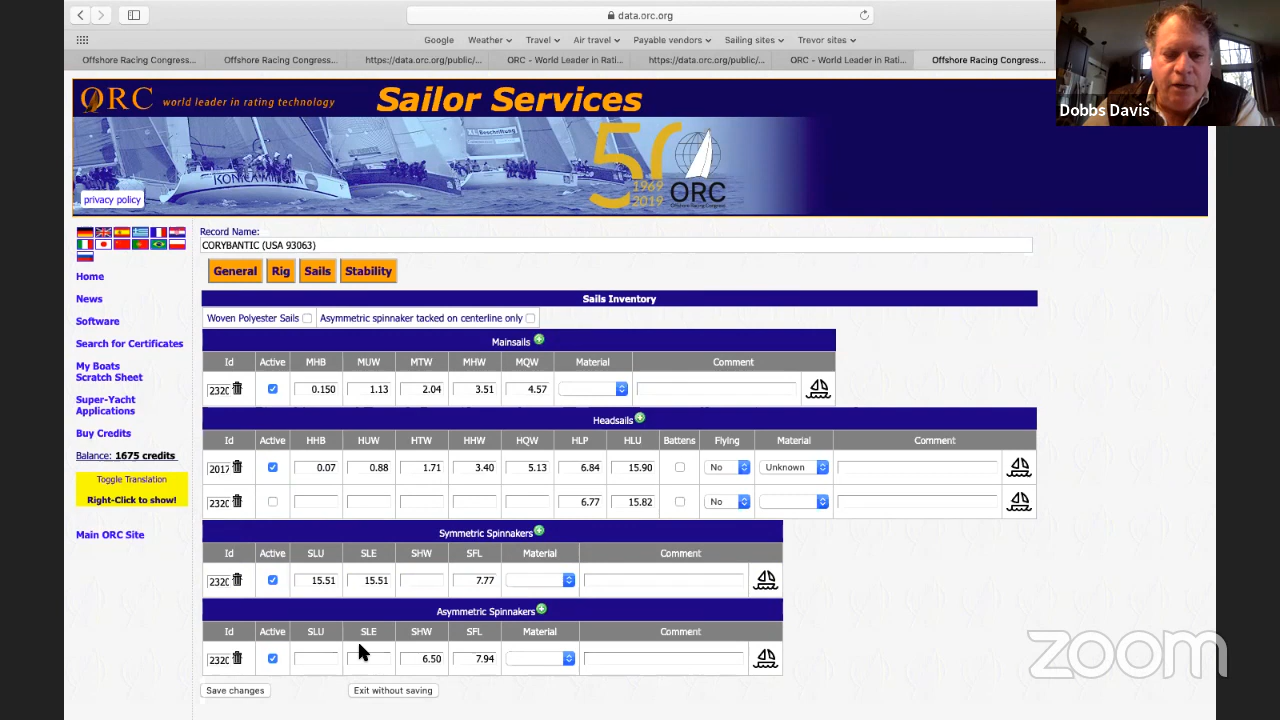 data.orc.org
Google Weather Travel Air travel Payable vendors Sailing sites Trevor sites
Offshore Racing Congress... Offshore Racing Congress... https://data.orc.org/public/... ORC - World Leader in Rati... https://data.orc.org/public/... ORC - World Leader in Rati... Offshore Racing Congress...
Dobbs Davis
ORC world leader in rating technology Sailor Services
KONICA MINOLTA
50
1969
2019
ORC
Offshore Racing Congress
privacy policy
Record Name:
CORYBANTIC (USA 93063)
General Rig Sails Stability
Home
News
Software
Search for Certificates
My Boats
Scratch Sheet
Super-Yacht
Applications
Buy Credits
Balance: 1675 credits
Toggle Translation
Right-Click to show!
Main ORC Site
Sails Inventory
Woven Polyester Sails Asymmetric spinnaker tacked on centerline only
Mainsails
Id Active MHB MUW MTW MHW MQW Material Comment
232C 0.150 1.13 2.04 3.51 4.57
Headsails
Id Active HHB HUW HTW HHW HQW HLP HLU Battens Flying Material Comment
2017 0.07 0.88 1.71 3.40 5.13 6.84 15.90 No Unknown
232C 6.77 15.82 No
Symmetric Spinnakers
Id Active SLU SLE SHW SFL Material Comment
232C 15.51 15.51 7.77
Asymmetric Spinnakers
Id Active SLU SLE SHW SFL Material Comment
232C 6.50 7.94
Save changes Exit without saving
zoom